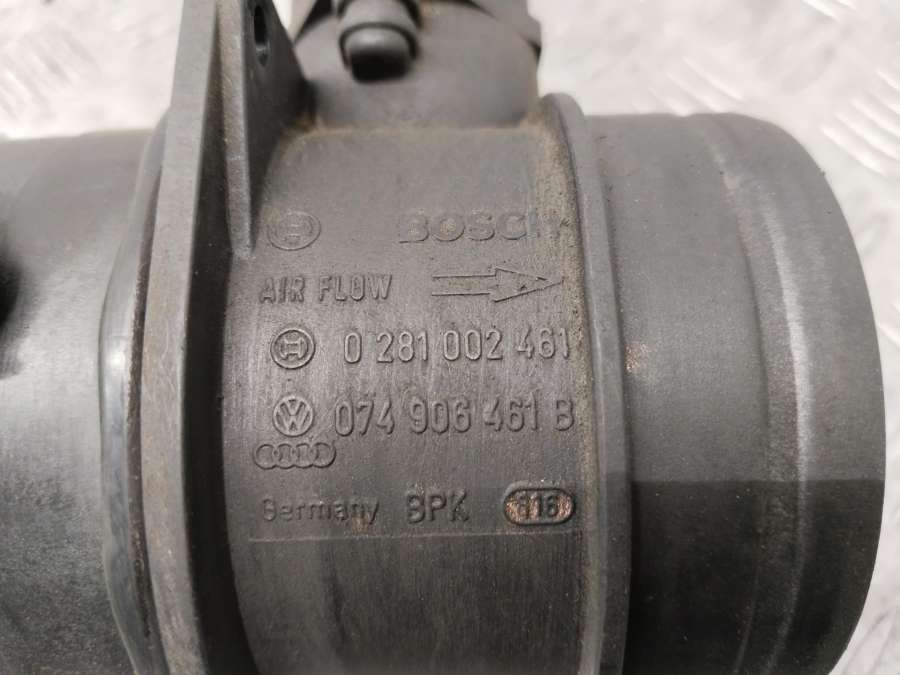 BOSCH
AIR FLOW
0 281 002 461
074 906 461 B
Germany BPK 116